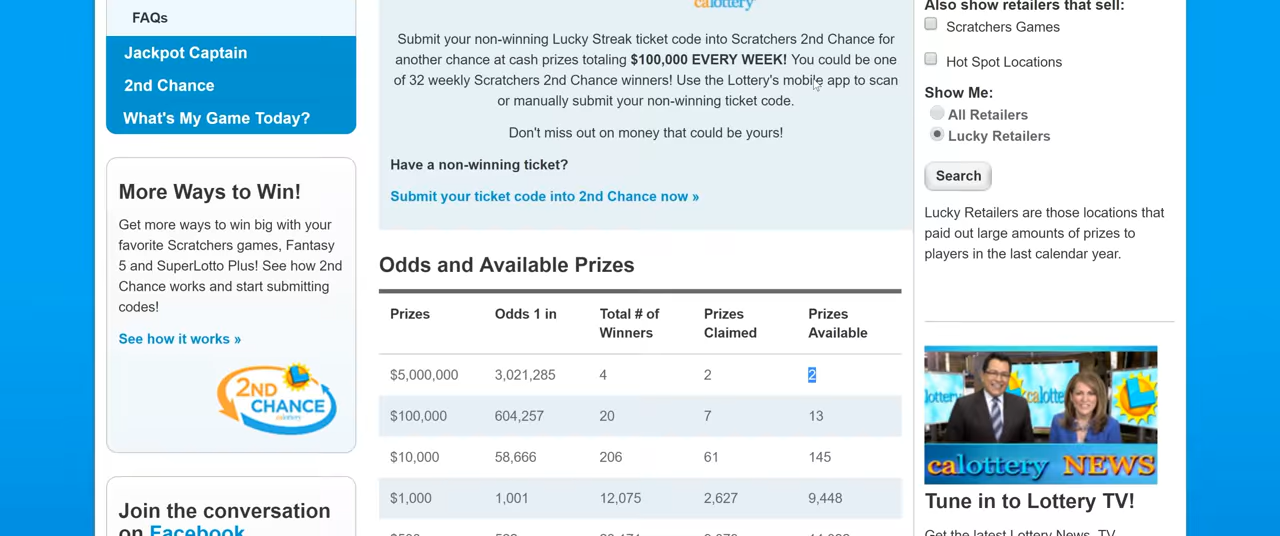 FAQs
Jackpot Captain
2nd Chance
What's My Game Today?
More Ways to Win!
Get more ways to win big with your
favorite Scratchers games, Fantasy
5 and SuperLotto Plus! See how 2nd
Chance works and start submitting
codes!
See how it works »
2ND
CHANCE
calottery
Join the conversation
on Facebook
calottery
Submit your non-winning Lucky Streak ticket code into Scratchers 2nd Chance for
another chance at cash prizes totaling $100,000 EVERY WEEK! You could be one
of 32 weekly Scratchers 2nd Chance winners! Use the Lottery's mobile app to scan
or manually submit your non-winning ticket code.
Don't miss out on money that could be yours!
Have a non-winning ticket?
Submit your ticket code into 2nd Chance now »
Odds and Available Prizes
Prizes Odds 1 in Total # of Winners Prizes Claimed Prizes Available
$5,000,000 3,021,285 4 2 2
$100,000 604,257 20 7 13
$10,000 58,666 206 61 145
$1,000 1,001 12,075 2,627 9,448
Also show retailers that sell:
Scratchers Games
Hot Spot Locations
Show Me:
All Retailers
Lucky Retailers
Search
Lucky Retailers are those locations that
paid out large amounts of prizes to
players in the last calendar year.
calottery NEWS
Tune in to Lottery TV!
Get the latest Lottery News, TV